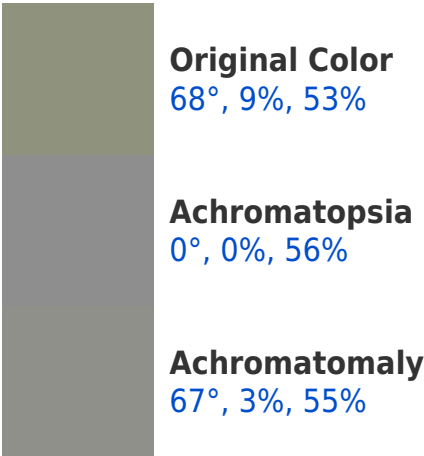 Original Color
68°, 9%, 53%
Achromatopsia
0°, 0%, 56%
Achromatomaly
67°, 3%, 55%